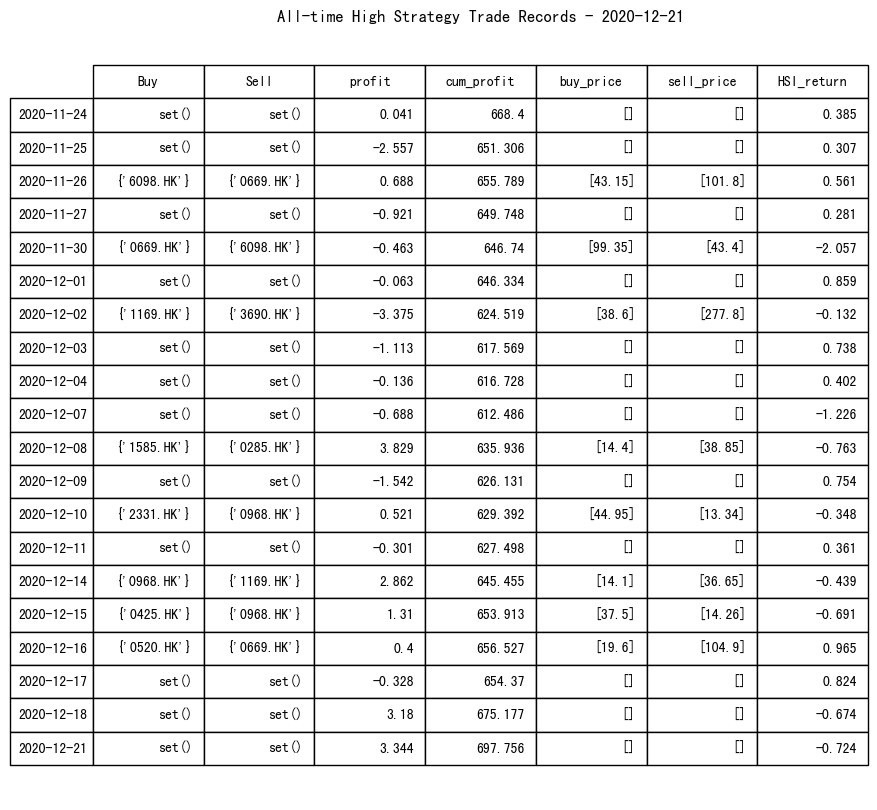 All-time High Strategy Trade Records - 2020-12-21
Buy Sell profit cum_profit buy_price sell_price HSI_return
2020-11-24 set() set() 0.041 668.4 [] [] 0.385
2020-11-25 set() set() -2.557 651.306 [] [] 0.307
2020-11-26 {'6098.HK'} {'0669.HK'} 0.688 655.789 [43.15] [101.8] 0.561
2020-11-27 set() set() -0.921 649.748 [] [] 0.281
2020-11-30 {'0669.HK'} {'6098.HK'} -0.463 646.74 [99.35] [43.4] -2.057
2020-12-01 set() set() -0.063 646.334 [] [] 0.859
2020-12-02 {'1169.HK'} {'3690.HK'} -3.375 624.519 [38.6] [277.8] -0.132
2020-12-03 set() set() -1.113 617.569 [] [] 0.738
2020-12-04 set() set() -0.136 616.728 [] [] 0.402
2020-12-07 set() set() -0.688 612.486 [] [] -1.226
2020-12-08 {'1585.HK'} {'0285.HK'} 3.829 635.936 [14.4] [38.85] -0.763
2020-12-09 set() set() -1.542 626.131 [] [] 0.754
2020-12-10 {'2331.HK'} {'0968.HK'} 0.521 629.392 [44.95] [13.34] -0.348
2020-12-11 set() set() -0.301 627.498 [] [] 0.361
2020-12-14 {'0968.HK'} {'1169.HK'} 2.862 645.455 [14.1] [36.65] -0.439
2020-12-15 {'0425.HK'} {'0968.HK'} 1.31 653.913 [37.5] [14.26] -0.691
2020-12-16 {'0520.HK'} {'0669.HK'} 0.4 656.527 [19.6] [104.9] 0.965
2020-12-17 set() set() -0.328 654.37 [] [] 0.824
2020-12-18 set() set() 3.18 675.177 [] [] -0.674
2020-12-21 set() set() 3.344 697.756 [] [] -0.724